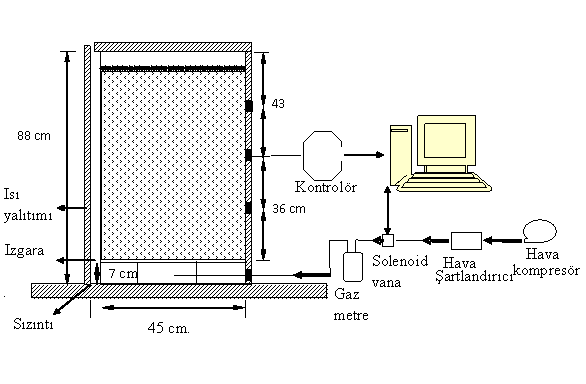 43
88 cm
Kontrolör
Isı
yalıtımı
36 cm
Izgara
7 cm
Solenoid
vana
Hava
Şartlandırıcı
Hava
kompresör
Gaz
metre
Sızıntı
45 cm.